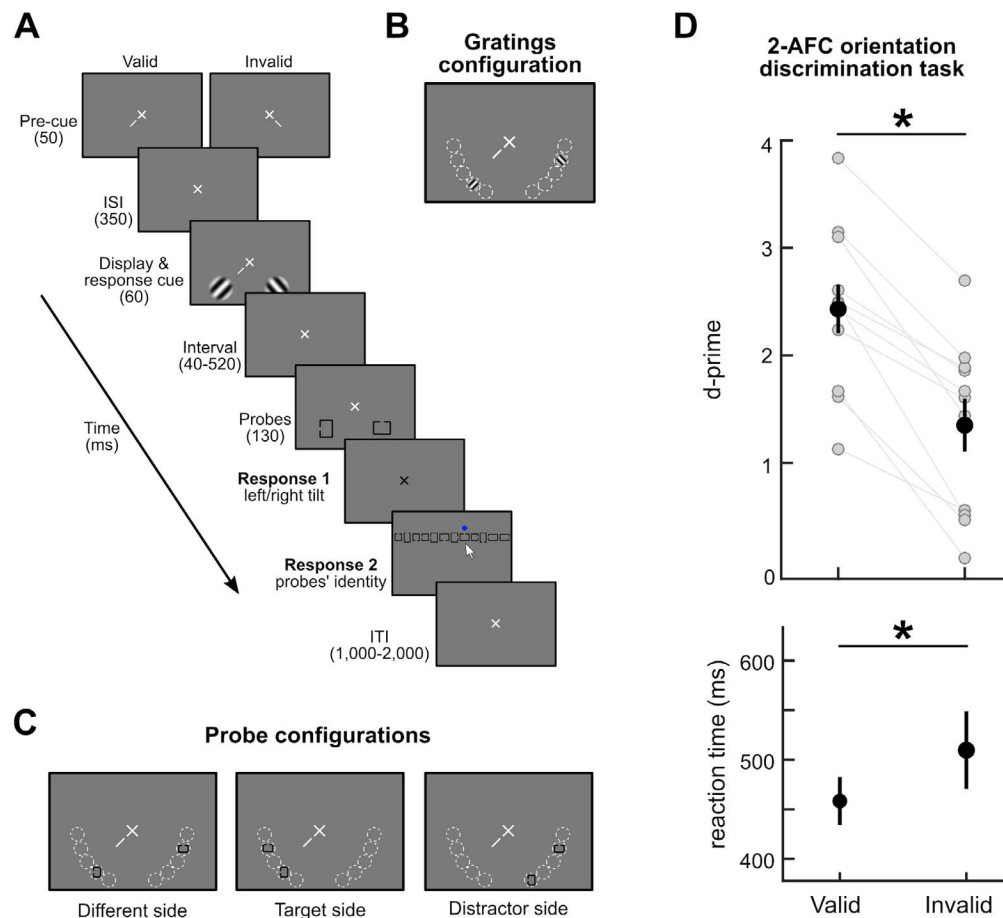 A
Valid
Invalid
Pre-cue
(50)
ISI
(350)
Display &
response cue
(60)
Interval
(40-520)
Probes
(130)
Time
(ms)
Response 1
left/right tilt
Response 2
probes' identity
ITI
(1,000-2,000)
B
Gratings
configuration
C
Probe configurations
Different side
Target side
Distractor side
D
2-AFC orientation
discrimination task
*
4
3
2
1
0
d-prime
*
600
500
400
reaction time (ms)
Valid
Invalid